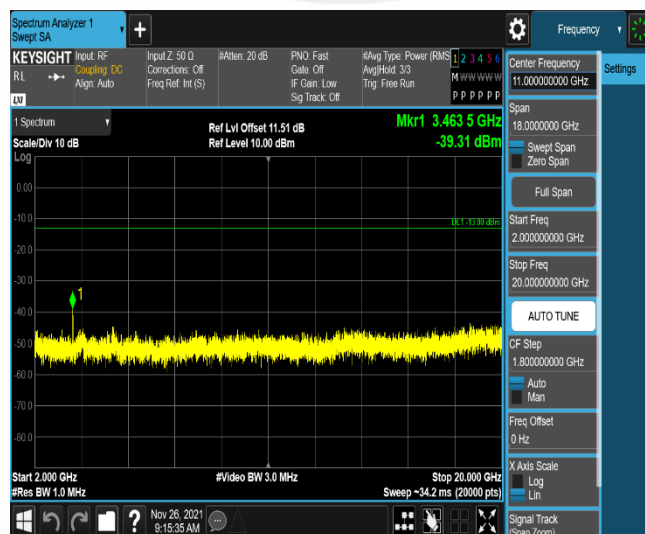 Spectrum Analyzer 1
Swept SA
Frequency
KEYSIGHT
RL
LXI
Input: RF
Coupling: DC
Align: Auto
Input Z: 50 Ω
Corrections: Off
Freq Ref: Int (S)
#Atten: 20 dB
PNO: Fast
Gate: Off
IF Gain: Low
Sig Track: Off
#Avg Type: Power (RMS
Avg|Hold: 3/3
Trig: Free Run
1 2 3 4 5 6
M W W W W W
P P P P P P
1 Spectrum
Scale/Div 10 dB
Log
Ref Lvl Offset 11.51 dB
Ref Level 10.00 dBm
Mkr1 3.463 5 GHz
-39.31 dBm
0.00
-10.0
DL1 -13.00 dBm
-20.0
-30.0
1
-40.0
-50.0
-60.0
-70.0
-80.0
Start 2.000 GHz
#Res BW 1.0 MHz
#Video BW 3.0 MHz
Stop 20.000 GHz
Sweep ~34.2 ms (20000 pts)
?
Nov 26, 2021
9:15:35 AM
Center Frequency
11.000000000 GHz
Settings
Span
18.0000000 GHz
Swept Span
Zero Span
Full Span
Start Freq
2.000000000 GHz
Stop Freq
20.000000000 GHz
AUTO TUNE
CF Step
1.800000000 GHz
Auto
Man
Freq Offset
0 Hz
X Axis Scale
Log
Lin
Signal Track
(Span Zoom)